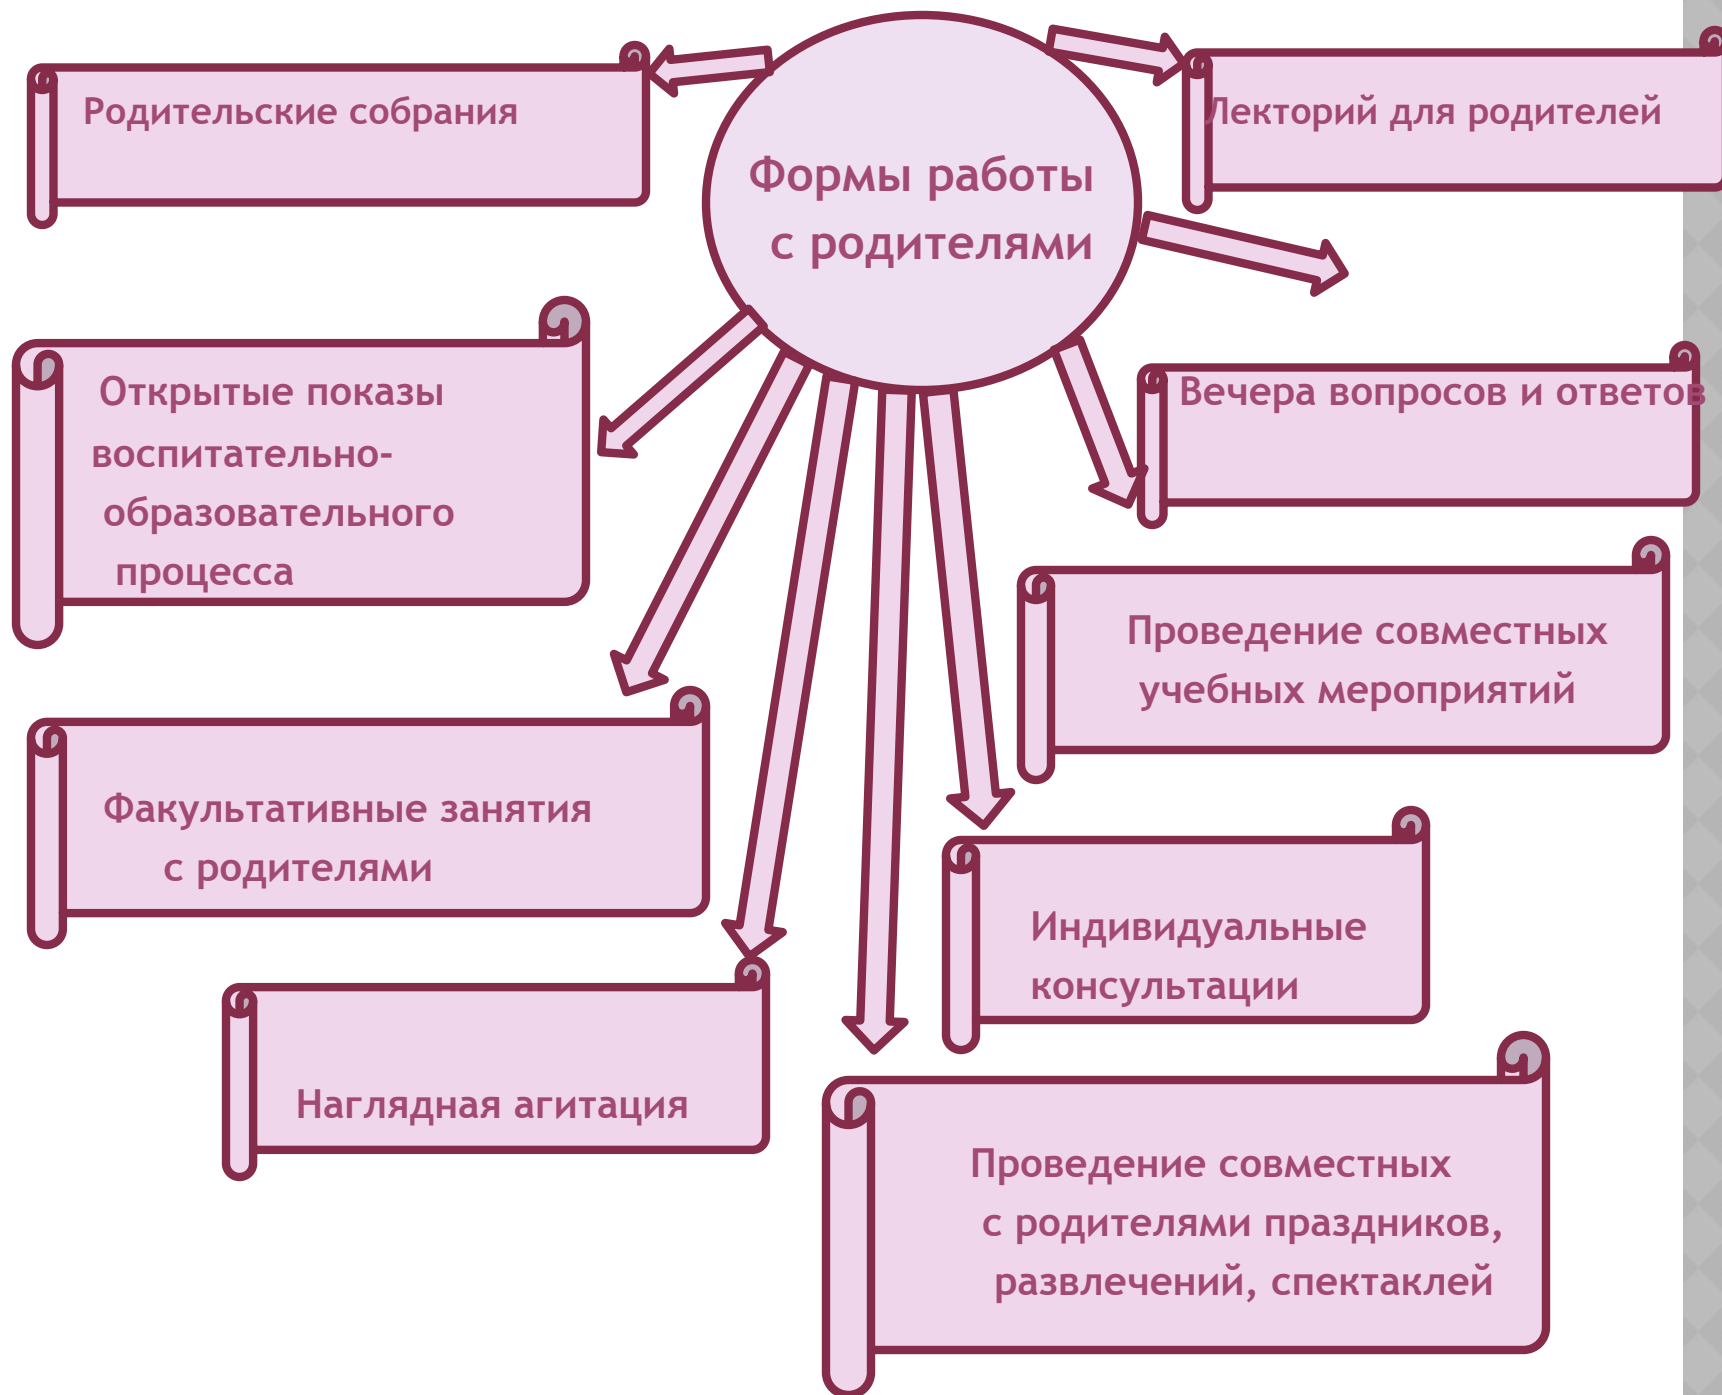 Формы работы
с родителями
Родительские собрания
Лекторий для родителей
Открытые показы
воспитательно-
образовательного
процесса
Вечера вопросов и ответов
Проведение совместных
учебных мероприятий
Факультативные занятия
с родителями
Индивидуальные
консультации
Наглядная агитация
Проведение совместных
с родителями праздников,
развлечений, спектаклей